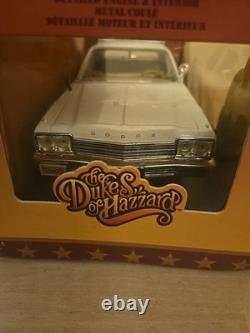 DETAILED ENGINE & INTERIOR
MÉTAL COULÉ
DÉTAILLÉ MOTEUR ET INTÉRIEUR
DODGE
the
Dukes
of Hazzard